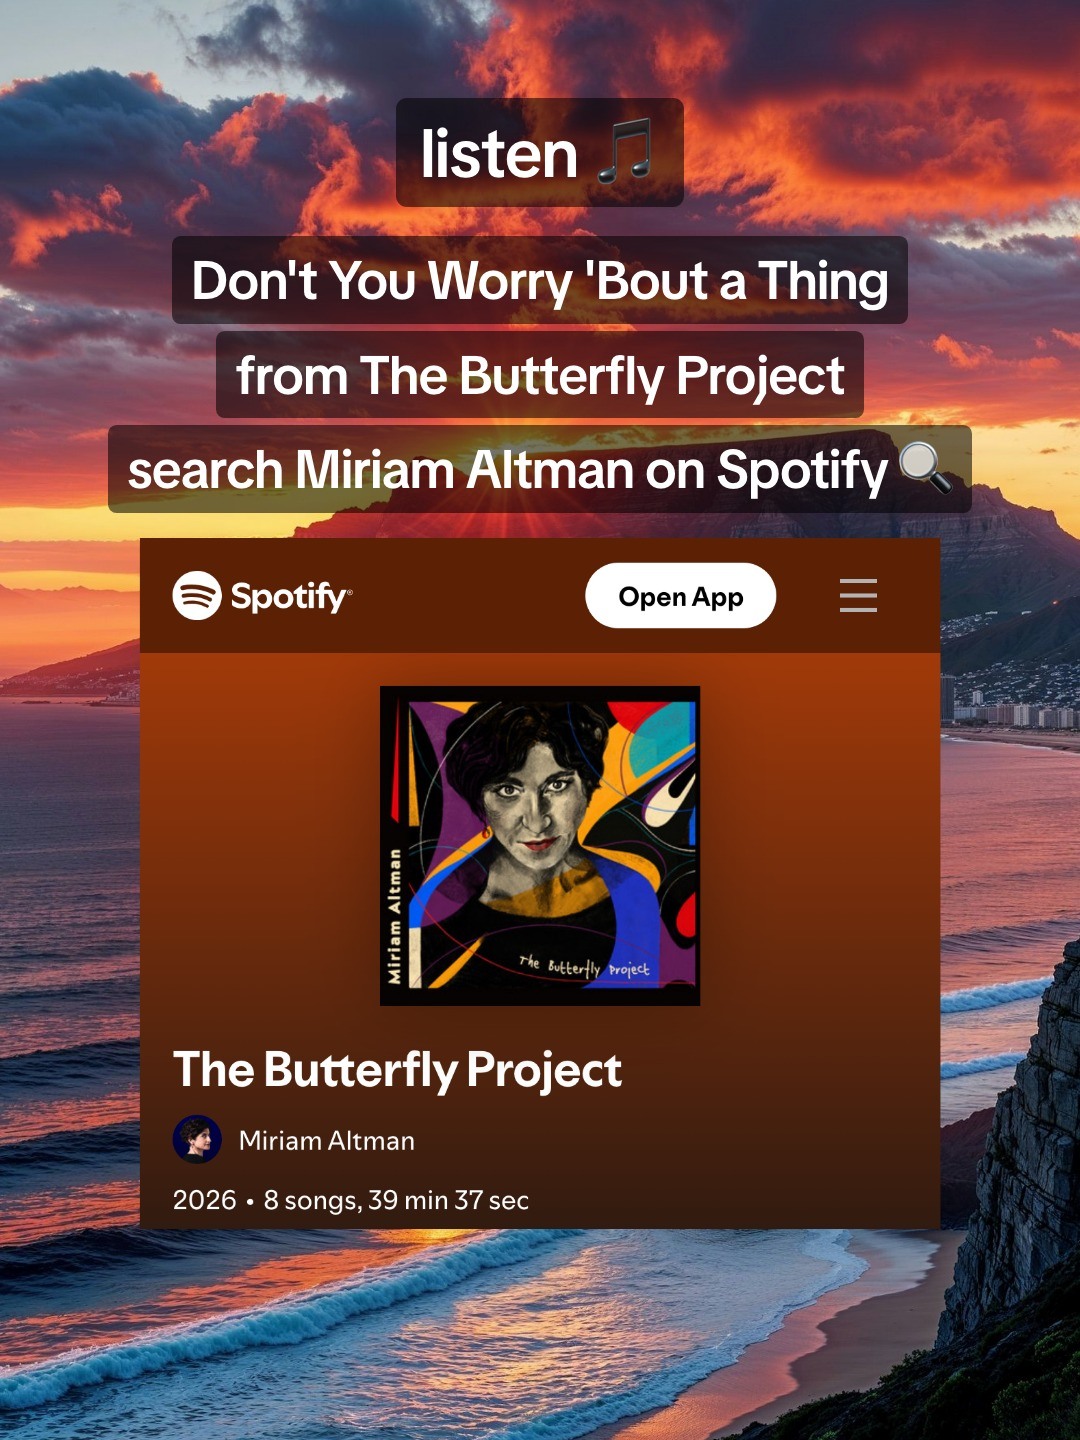 listen 🎵
Don't You Worry 'Bout a Thing
from The Butterfly Project
search Miriam Altman on Spotify 🔍
Spotify®
Open App
Miriam Altman
The Butterfly Project
The Butterfly Project
Miriam Altman
2026 • 8 songs, 39 min 37 sec